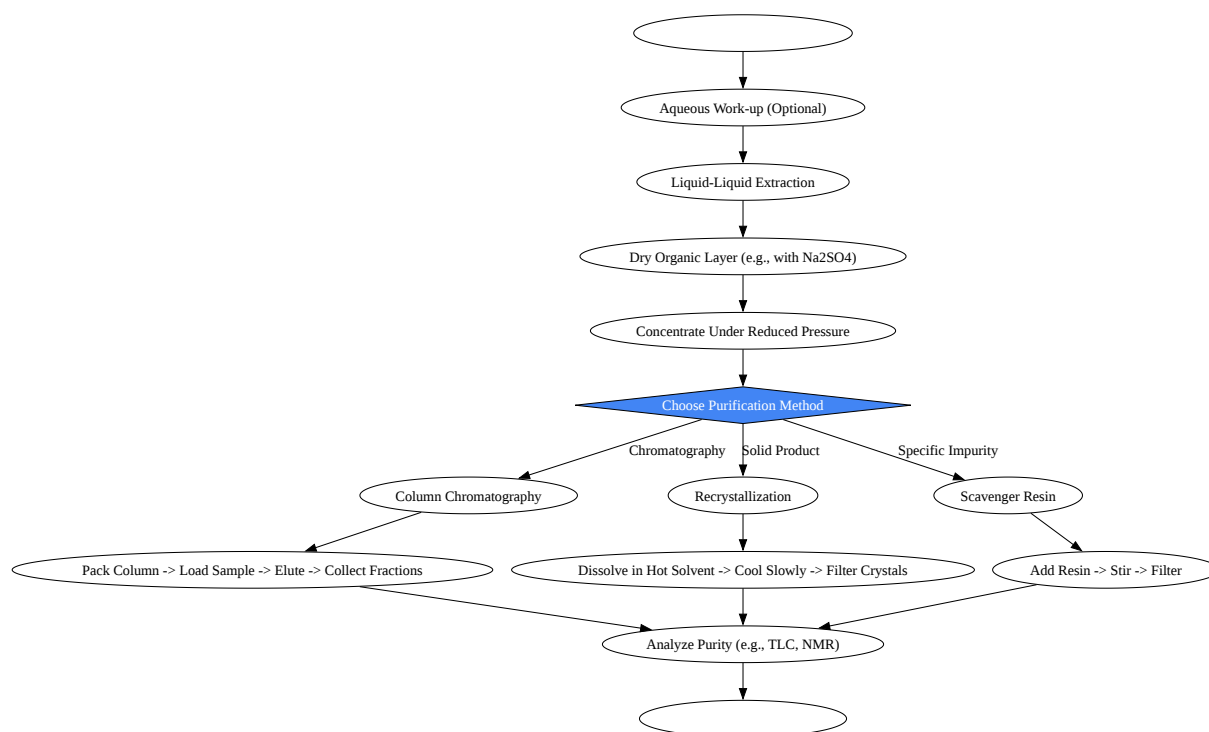 Aqueous Work-up (Optional)
Liquid-Liquid Extraction
Dry Organic Layer (e.g., with Na2SO4)
Concentrate Under Reduced Pressure
Choose Purification Method
Chromatography
Solid Product
Specific Impurity
Column Chromatography
Recrystallization
Scavenger Resin
Pack Column -> Load Sample -> Elute -> Collect Fractions
Dissolve in Hot Solvent -> Cool Slowly -> Filter Crystals
Add Resin -> Stir -> Filter
Analyze Purity (e.g., TLC, NMR)